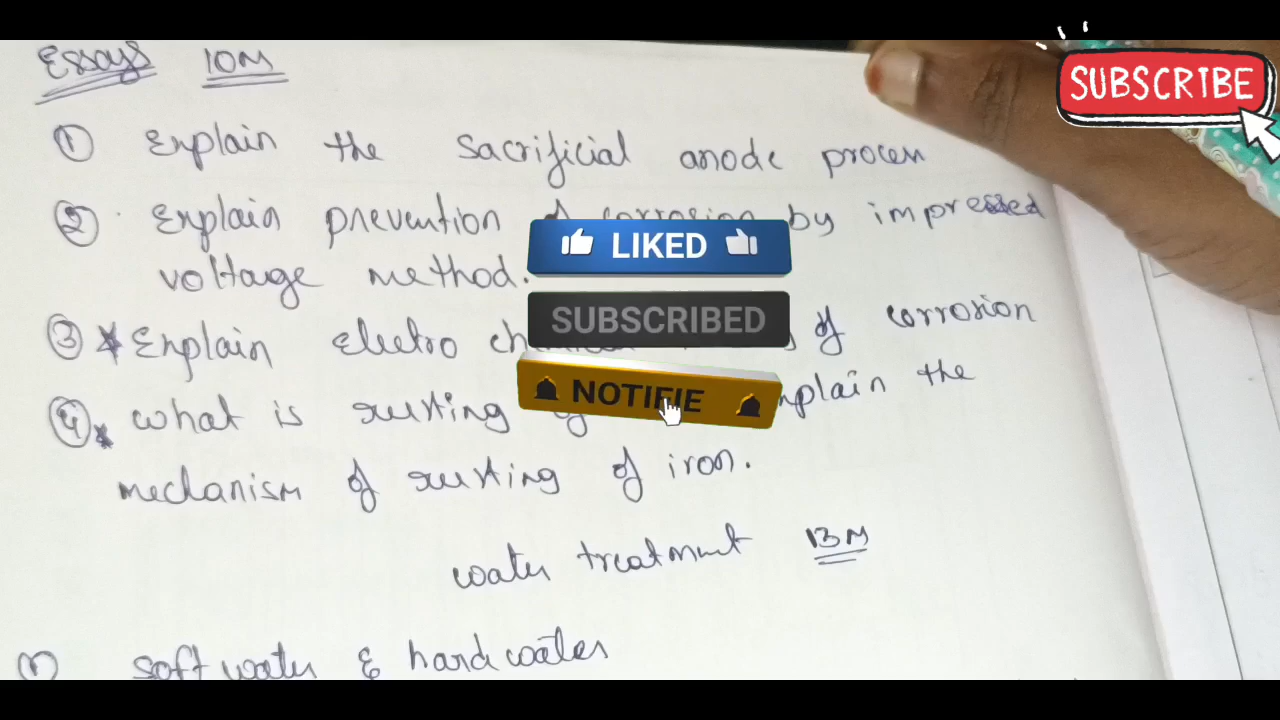 Essays 10M
SUBSCRIBE
① Explain the sacrificial anode process
② Explain prevention by impressed
voltage method.
LIKED
SUBSCRIBED
③ Explain electro of corrosion
NOTIFIE
④ what is rusting the
mechanism of rusting of iron.
water treatment 13M
soft water & hard water